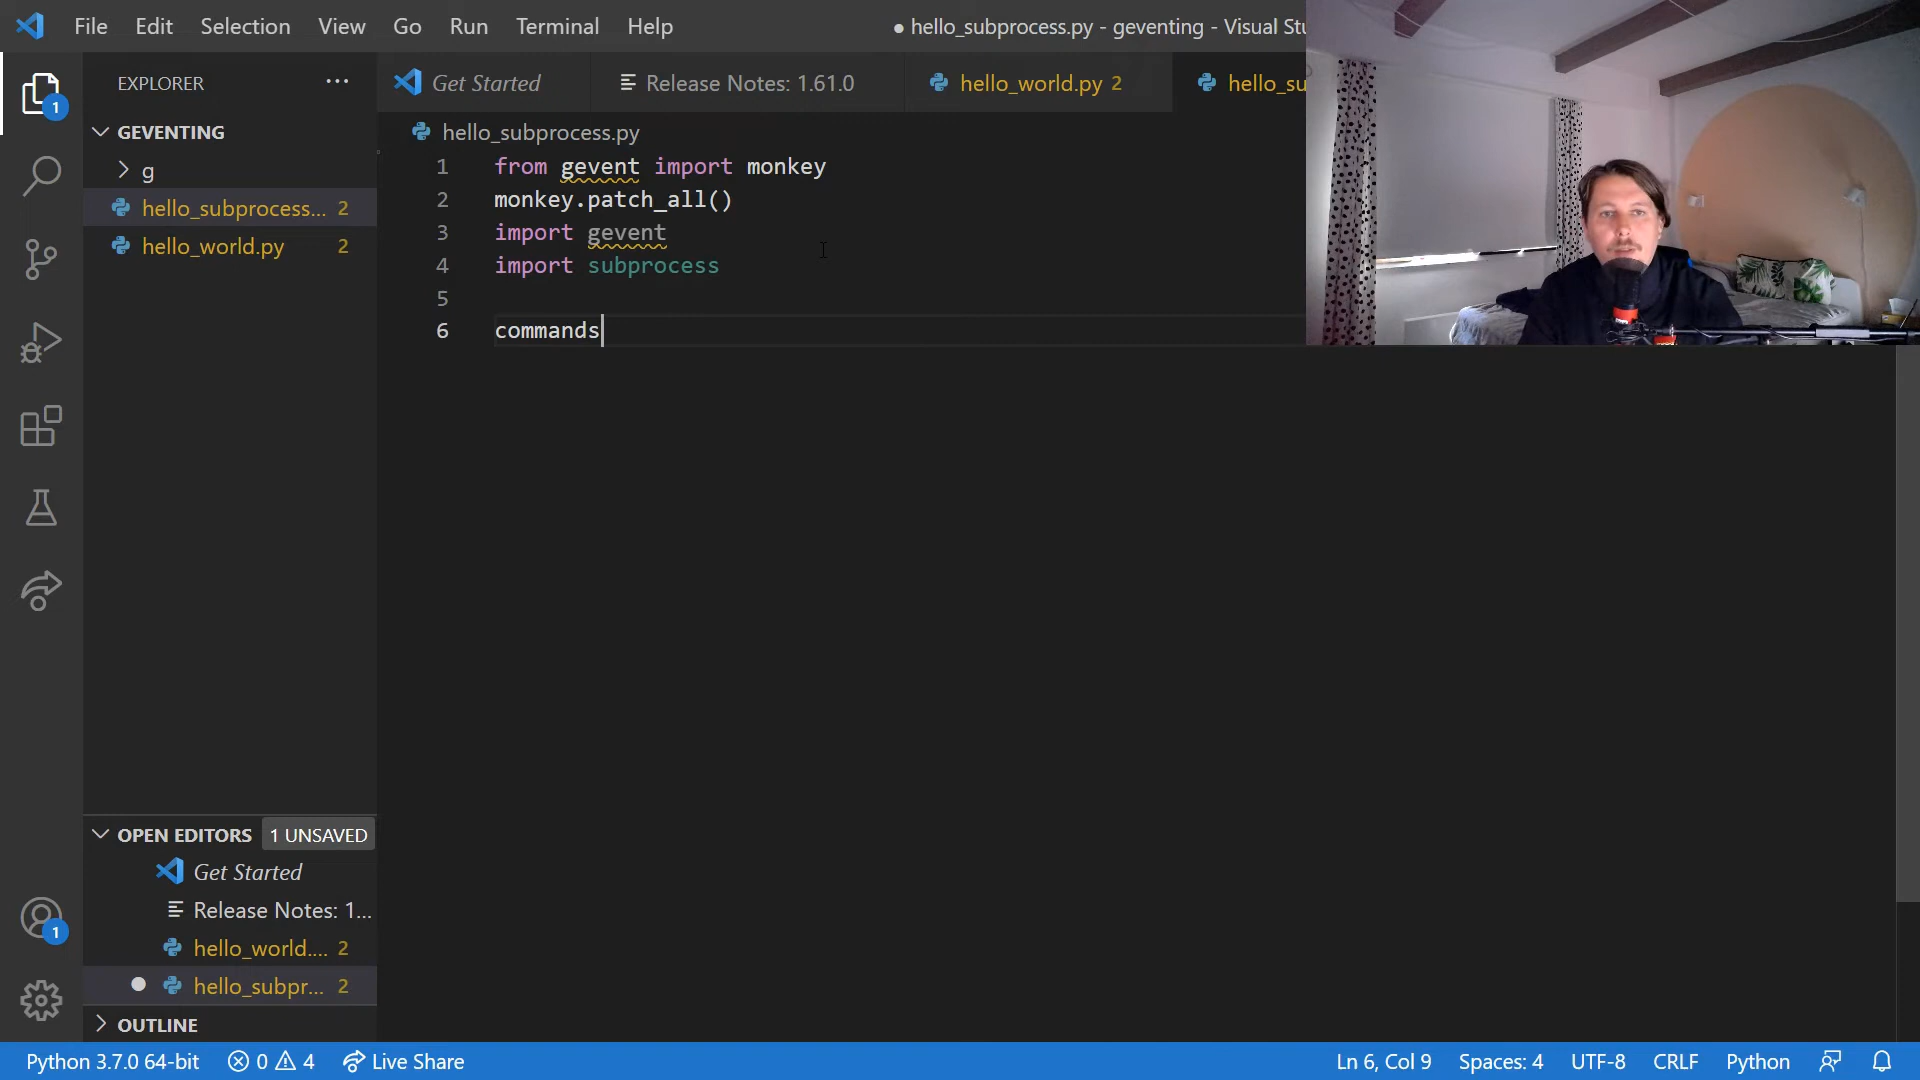 File Edit Selection View Go Run Terminal Help
● hello_subprocess.py - geventing - Visual Stu
EXPLORER ...
Get Started
Release Notes: 1.61.0
hello_world.py 2
hello_su
1
GEVENTING
g
hello_subprocess... 2
hello_world.py 2
hello_subprocess.py
1 from gevent import monkey
2 monkey.patch_all()
3 import gevent
4 import subprocess
5
6 commands
OPEN EDITORS 1 UNSAVED
Get Started
Release Notes: 1...
hello_world.... 2
hello_subpr... 2
1
OUTLINE
Python 3.7.0 64-bit 0 4 Live Share
Ln 6, Col 9 Spaces: 4 UTF-8 CRLF Python